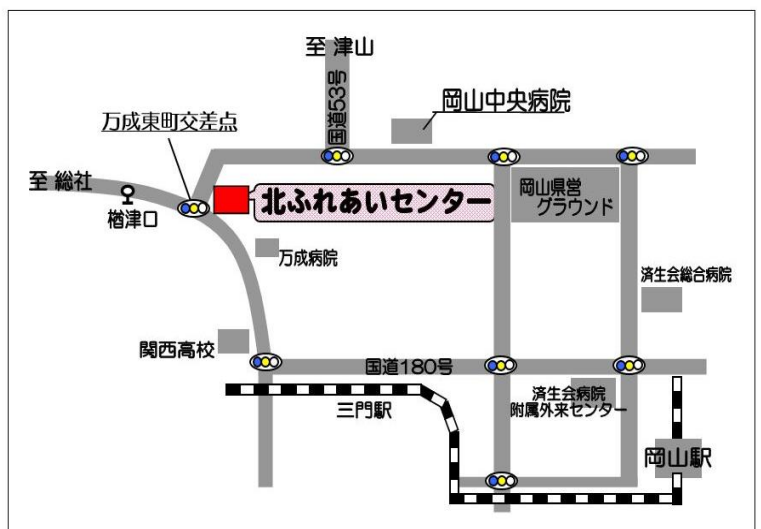 至 津山
国道53号
岡山中央病院
万成東町交差点
至 総社
楢津口
北ふれあいセンター
岡山県営
グラウンド
万成病院
済生会総合病院
関西高校
国道180号
三門駅
済生会病院
附属外来センター
岡山駅